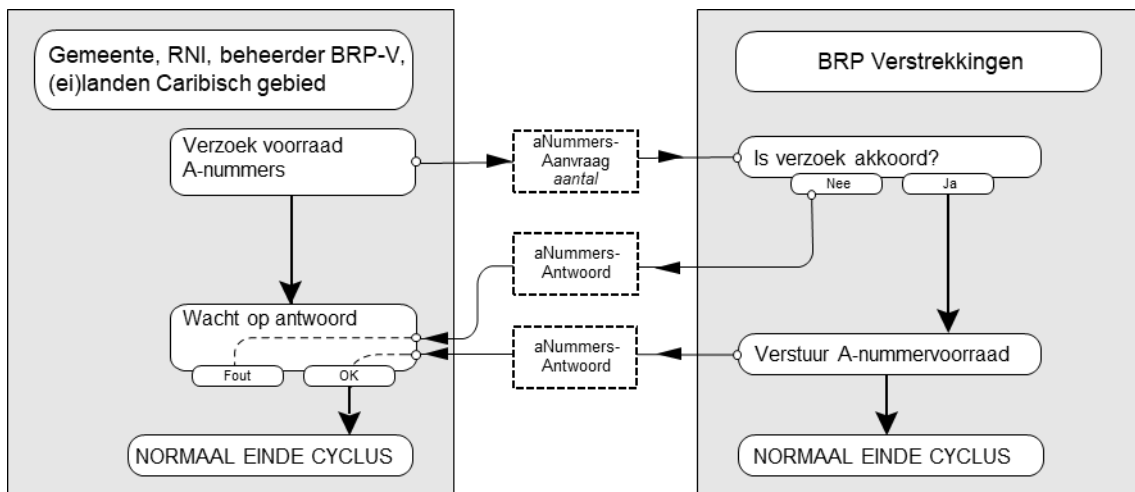 Gemeente, RNI, beheerder BRP-V,
(ei)landen Caribisch gebied
Verzoek voorraad
A-nummers
Wacht op antwoord
Fout
OK
NORMAAL EINDE CYCLUS
aNummers-
Aanvraag
aantal
aNummers-
Antwoord
aNummers-
Antwoord
BRP Verstrekkingen
Is verzoek akkoord?
Nee
Ja
Verstuur A-nummervoorraad
NORMAAL EINDE CYCLUS